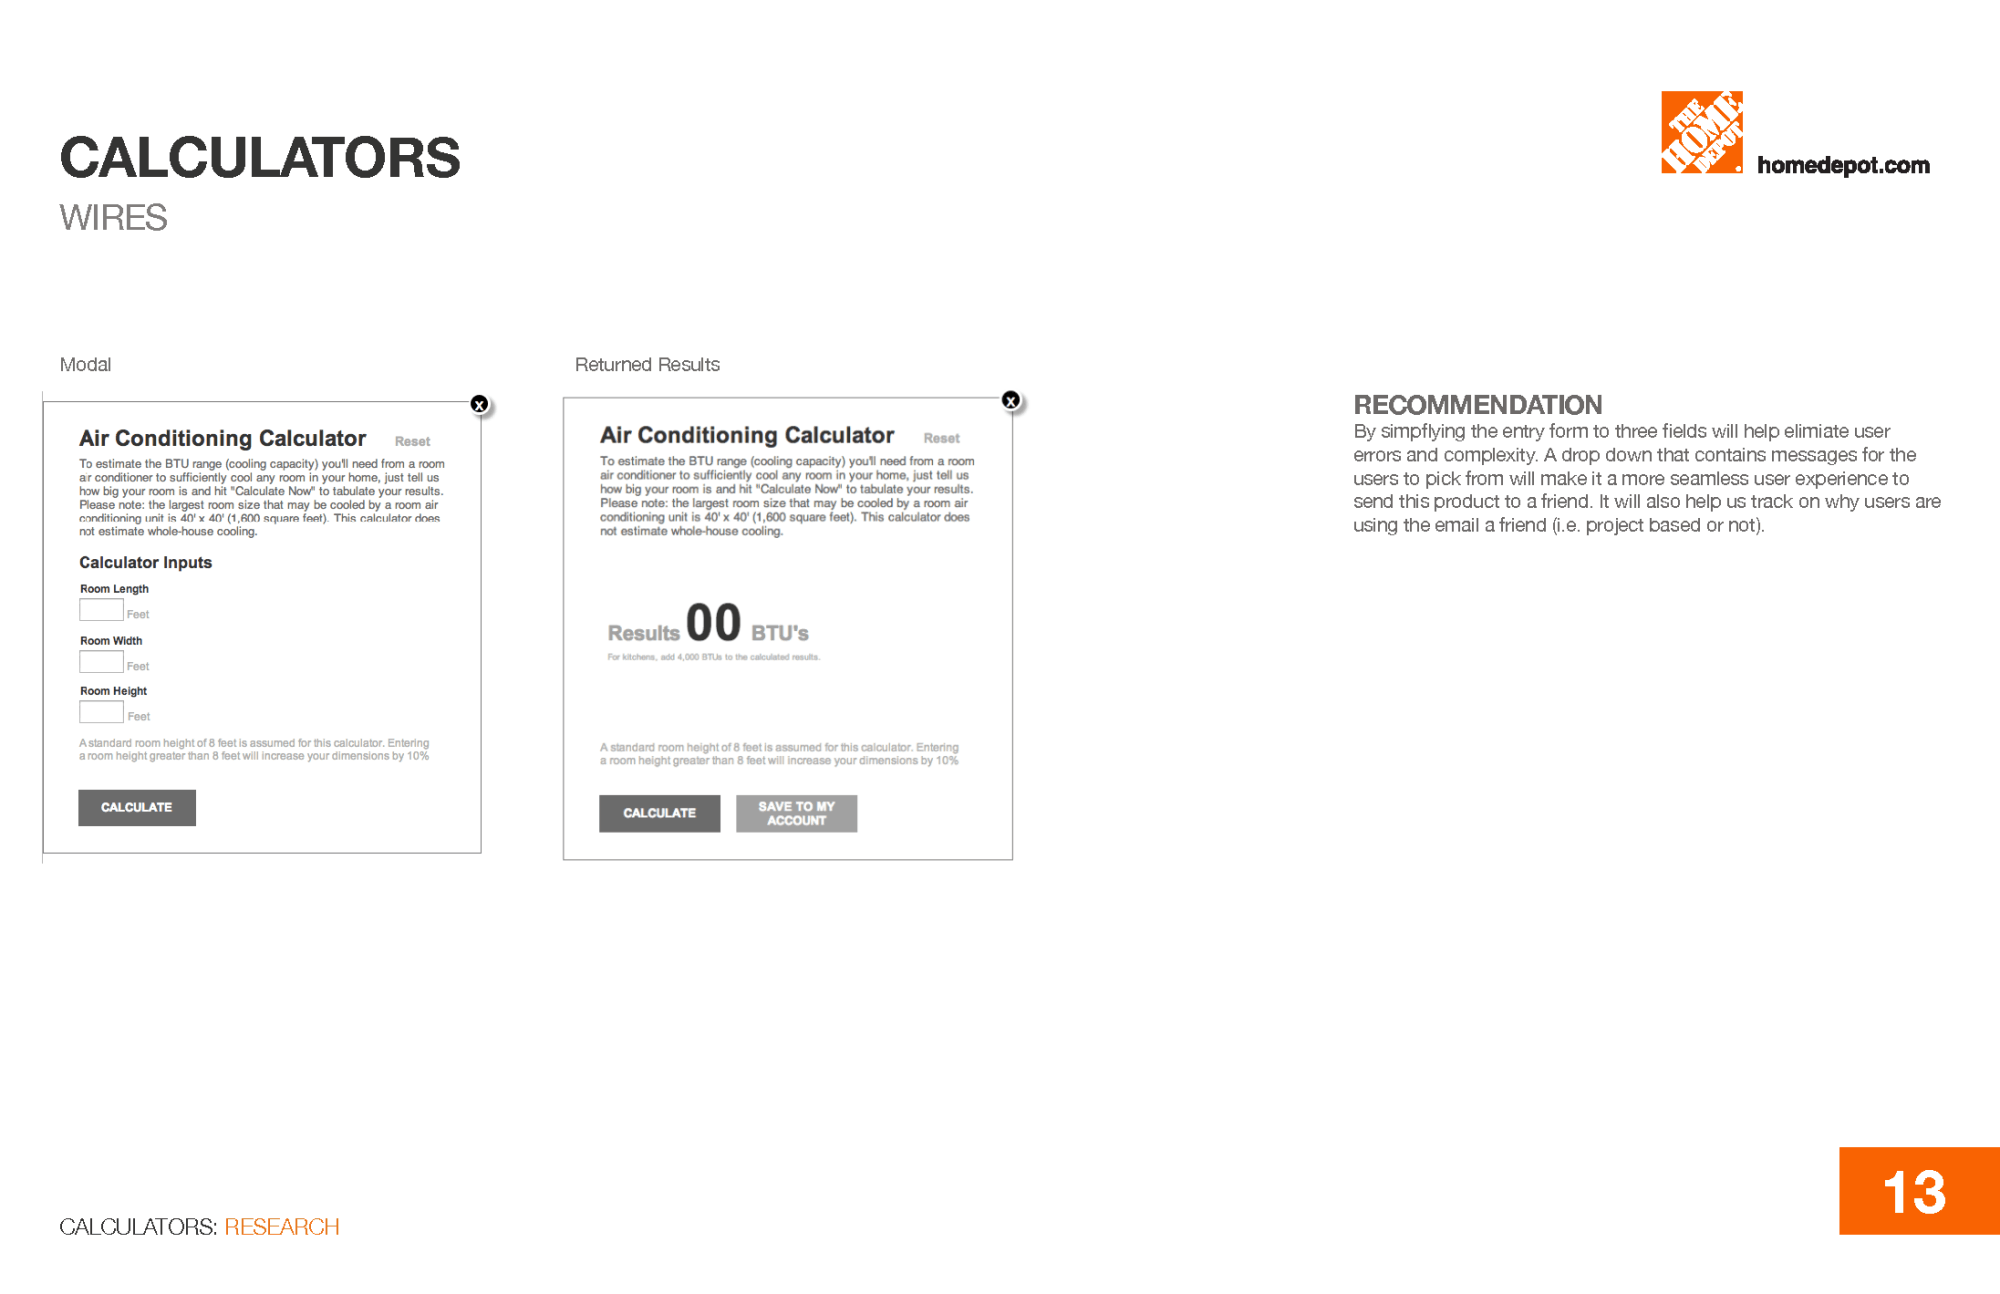 CALCULATORS
WIRES
THE
HOME
DEPOT
homedepot.com
Modal
Air Conditioning Calculator Reset
To estimate the BTU range (cooling capacity) you'll need from a room
air conditioner to sufficiently cool any room in your home, just tell us
how big your room is and hit "Calculate Now" to tabulate your results.
Please note: the largest room size that may be cooled by a room air
conditioning unit is 40' x 40' (1,600 square feet). This calculator does
not estimate whole-house cooling.
Calculator Inputs
Room Length
Feet
Room Width
Feet
Room Height
Feet
A standard room height of 8 feet is assumed for this calculator. Entering
a room height greater than 8 feet will increase your dimensions by 10%
CALCULATE
Returned Results
Air Conditioning Calculator Reset
To estimate the BTU range (cooling capacity) you'll need from a room
air conditioner to sufficiently cool any room in your home, just tell us
how big your room is and hit "Calculate Now" to tabulate your results.
Please note: the largest room size that may be cooled by a room air
conditioning unit is 40' x 40' (1,600 square feet). This calculator does
not estimate whole-house cooling.
Results 00 BTU's
For kitchens, add 4,000 BTUs to the calculated results.
A standard room height of 8 feet is assumed for this calculator. Entering
a room height greater than 8 feet will increase your dimensions by 10%
CALCULATE
SAVE TO MY
ACCOUNT
RECOMMENDATION
By simpflying the entry form to three fields will help elimiate user
errors and complexity. A drop down that contains messages for the
users to pick from will make it a more seamless user experience to
send this product to a friend. It will also help us track on why users are
using the email a friend (i.e. project based or not).
CALCULATORS: RESEARCH
13